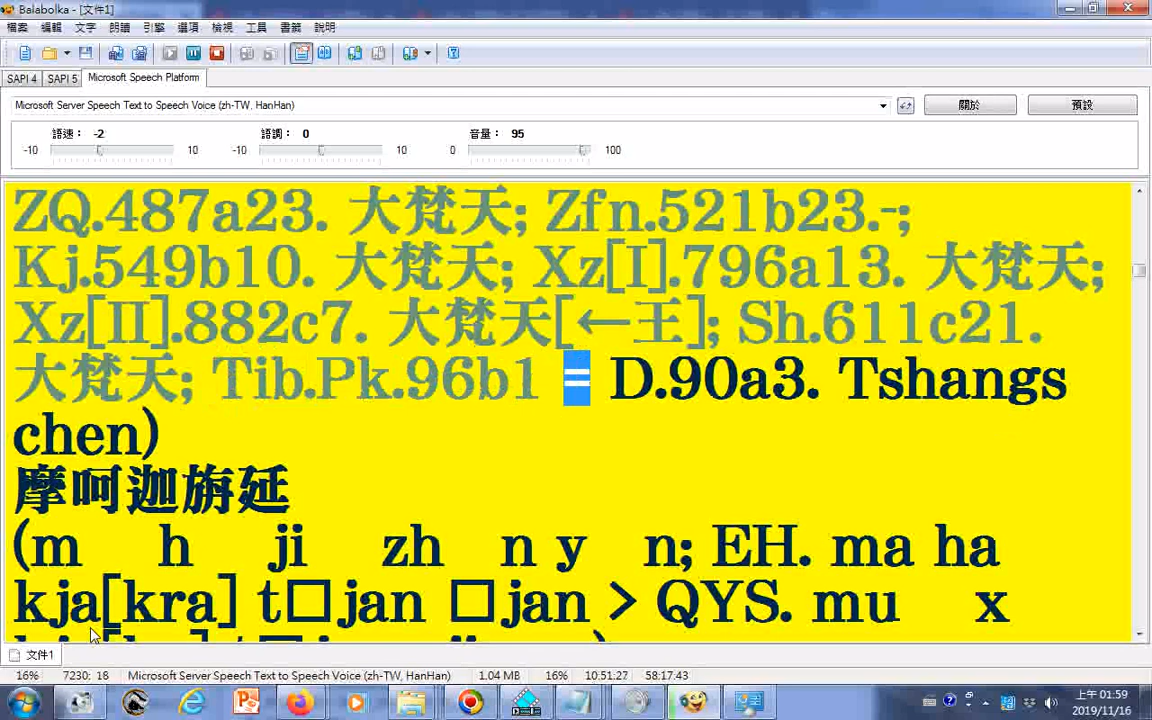 Balabolka - [文件1]
檔案 編輯 文字 朗讀 引擎 選項 檢視 工具 書籤 說明
SAPI 4 SAPI 5 Microsoft Speech Platform
Microsoft Server Speech Text to Speech Voice (zh-TW, HanHan) 關於 預設
語速： -2 語調： 0 音量： 95
-10 10 -10 10 0 100
ZQ.487a23. 大梵天; Zfn.521b23.-;
Kj.549b10. 大梵天; Xz[I].796a13. 大梵天;
Xz[II].882c7. 大梵天[←王]; Sh.611c21.
大梵天; Tib.Pk.96b1 = D.90a3. Tshangs
chen)
摩呵迦旃延
(m h ji zh n y n; EH. ma ha
kja[kra] t□jan □jan > QYS. mu x
文件1
16% 7230: 18 Microsoft Server Speech Text to Speech Voice (zh-TW, HanHan) 1.04 MB 16% 10:51:27 58:17:43
上午 01:59
2019/11/16